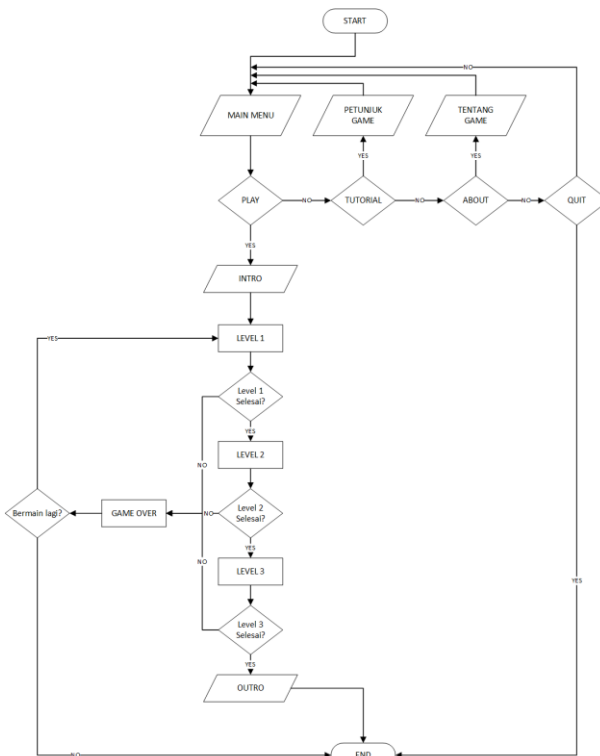 START
NO
MAIN MENU
PETUNJUK
GAME
TENTANG
GAME
YES
YES
PLAY
NO
TUTORIAL
NO
ABOUT
NO
QUIT
YES
INTRO
YES
LEVEL 1
Level 1
Selesai?
YES
NO
LEVEL 2
Bermain lagi?
GAME OVER
NO
Level 2
Selesai?
YES
NO
LEVEL 3
YES
Level 3
Selesai?
YES
OUTRO
NO
END